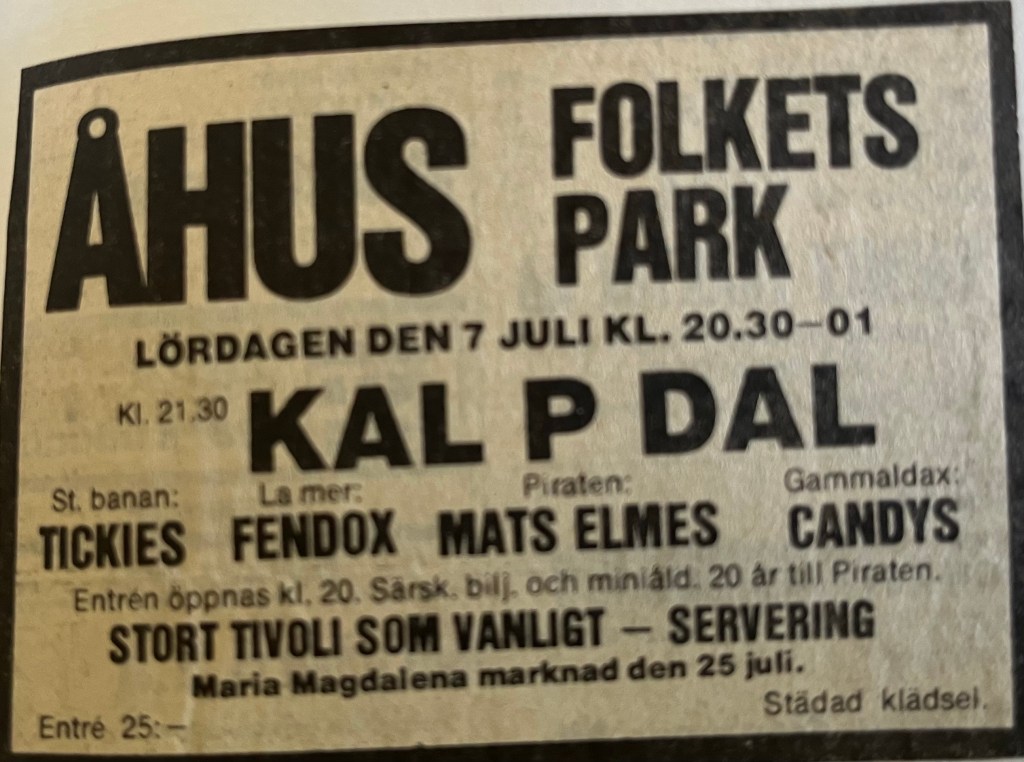 ÅHUS FOLKETS
PARK
LÖRDAGEN DEN 7 JULI KL. 20.30–01
Kl. 21.30 KAL P DAL
St. banan: La mer: Piraten: Gammaldax:
TICKIES FENDOX MATS ELMES CANDYS
Entrén öppnas kl. 20. Särsk. bilj. och miniåld. 20 år till Piraten.
STORT TIVOLI SOM VANLIGT – SERVERING
Maria Magdalena marknad den 25 juli.
Städad klädsel.
Entré 25:–